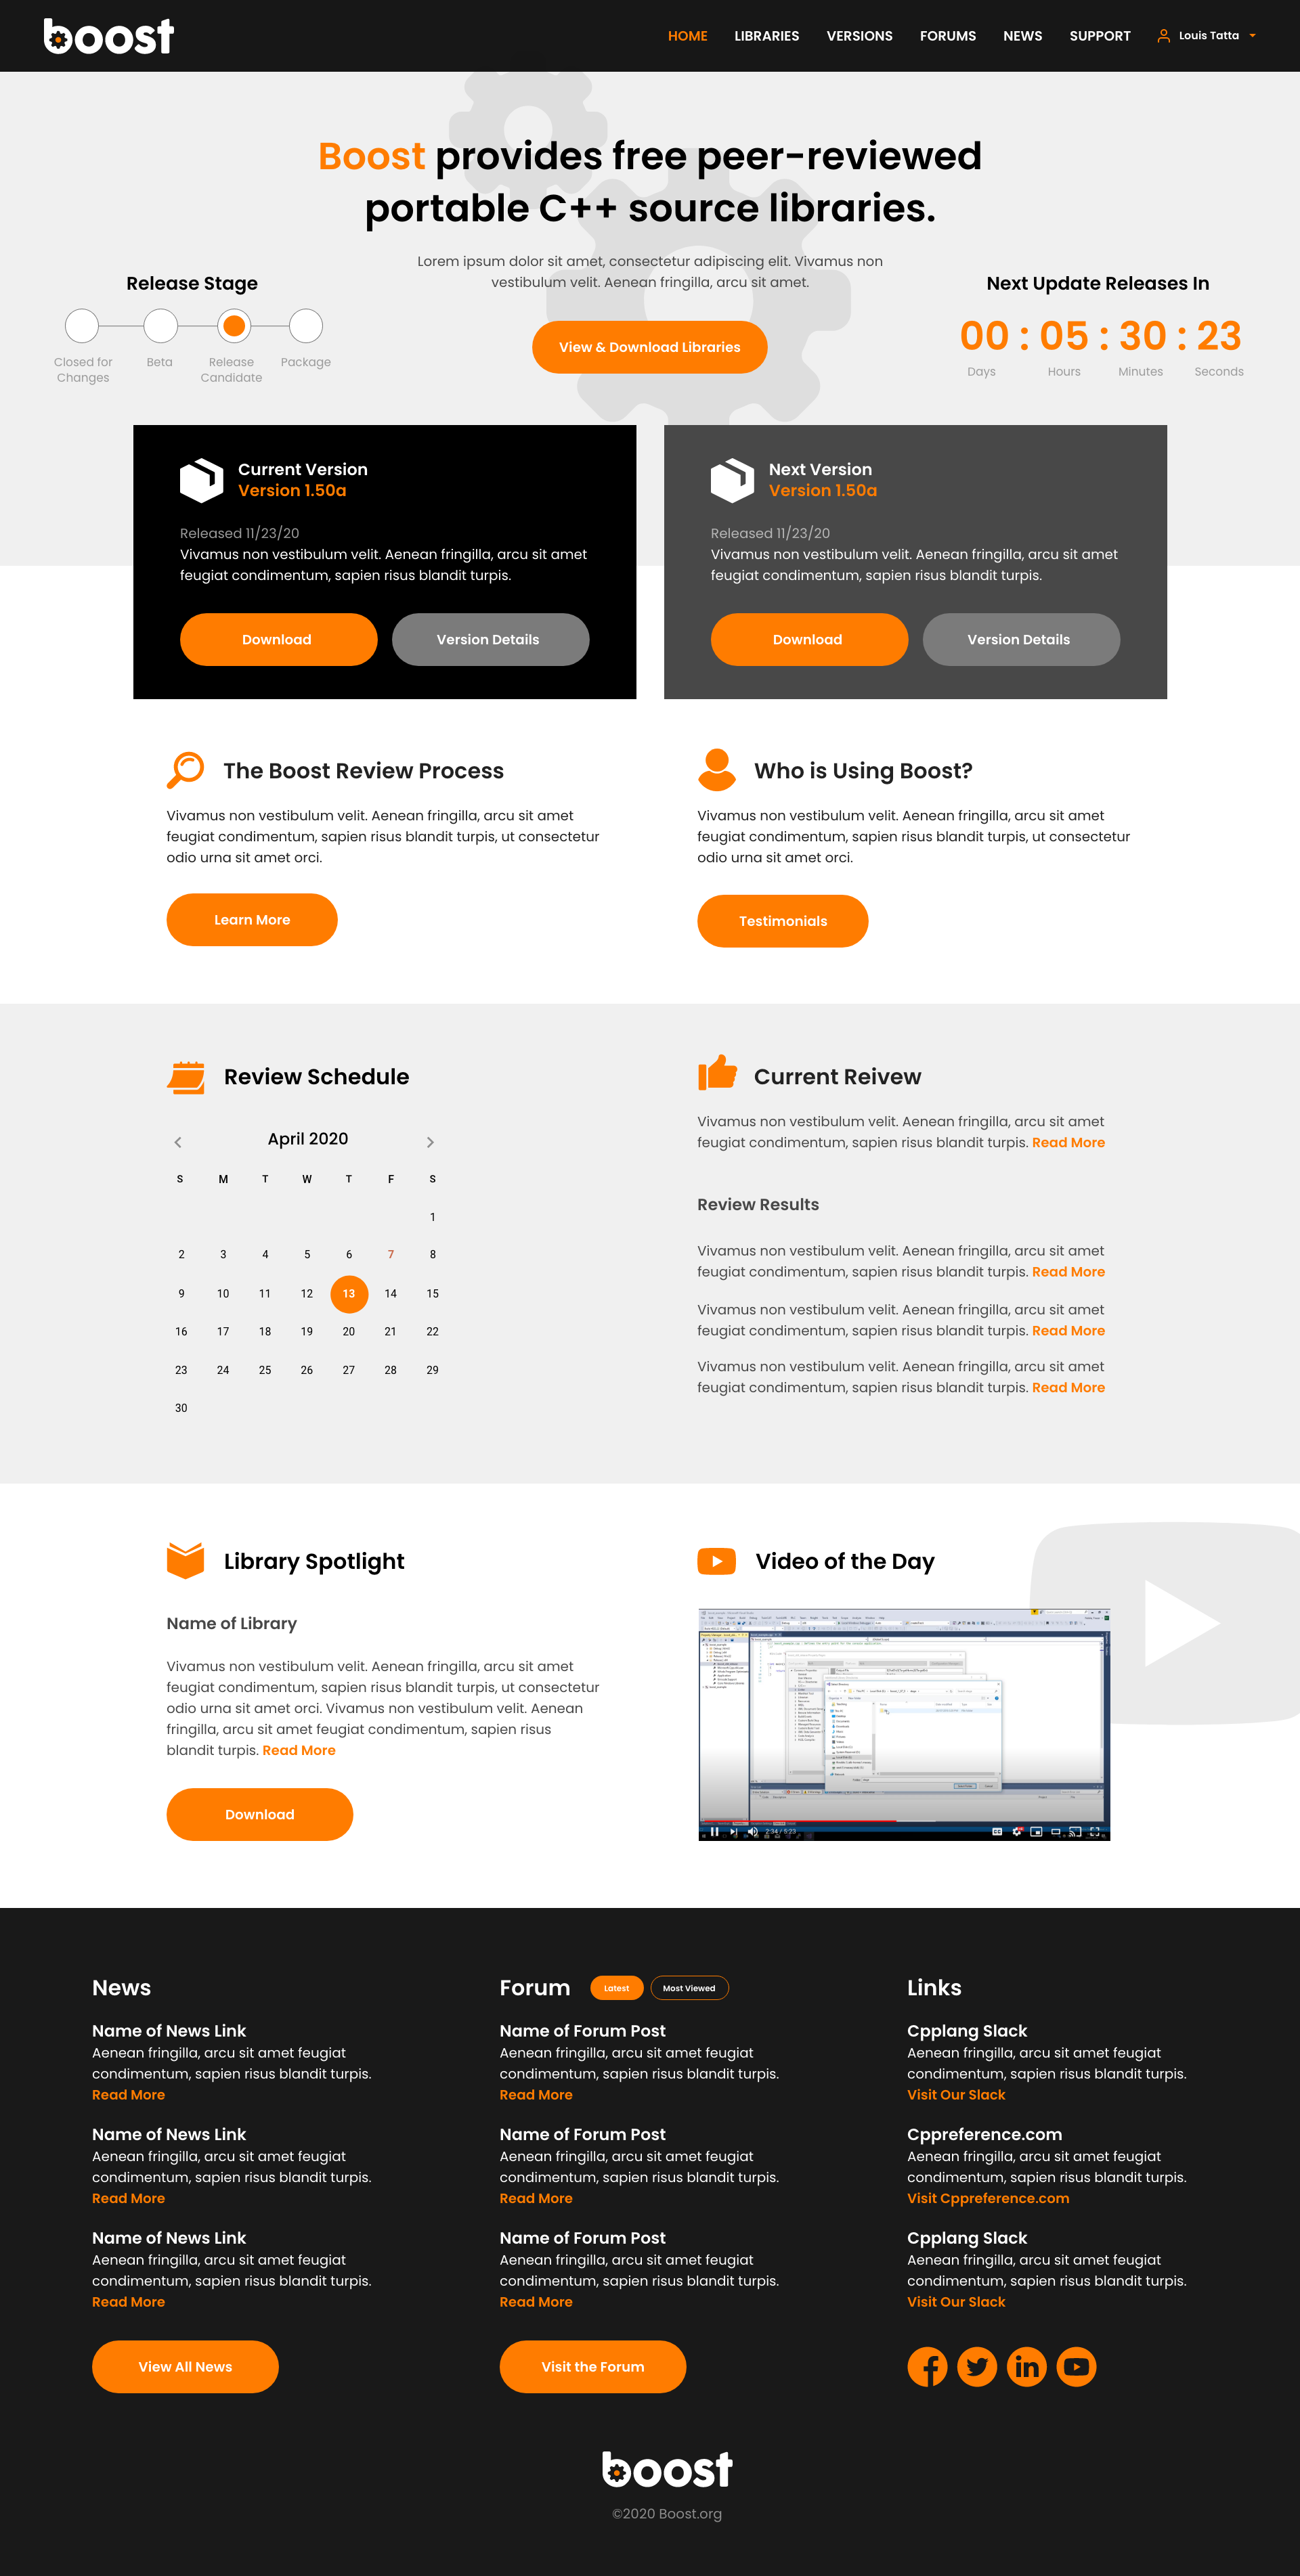 boost
HOME LIBRARIES VERSIONS FORUMS NEWS SUPPORT Louis Tatta
Boost provides free peer-reviewed
portable C++ source libraries.
Lorem ipsum dolor sit amet, consectetur adipiscing elit. Vivamus non
vestibulum velit. Aenean fringilla, arcu sit amet.
View & Download Libraries
Release Stage
Closed for
Changes
Beta
Release
Candidate
Package
Next Update Releases In
00 : 05 : 30 : 23
Days Hours Minutes Seconds
Current Version
Version 1.50a
Released 11/23/20
Vivamus non vestibulum velit. Aenean fringilla, arcu sit amet
feugiat condimentum, sapien risus blandit turpis.
Download Version Details
Next Version
Version 1.50a
Released 11/23/20
Vivamus non vestibulum velit. Aenean fringilla, arcu sit amet
feugiat condimentum, sapien risus blandit turpis.
Download Version Details
The Boost Review Process
Vivamus non vestibulum velit. Aenean fringilla, arcu sit amet
feugiat condimentum, sapien risus blandit turpis, ut consectetur
odio urna sit amet orci.
Learn More
Who is Using Boost?
Vivamus non vestibulum velit. Aenean fringilla, arcu sit amet
feugiat condimentum, sapien risus blandit turpis, ut consectetur
odio urna sit amet orci.
Testimonials
Review Schedule
April 2020
S M T W T F S
1
2 3 4 5 6 7 8
9 10 11 12 13 14 15
16 17 18 19 20 21 22
23 24 25 26 27 28 29
30
Current Reivew
Vivamus non vestibulum velit. Aenean fringilla, arcu sit amet
feugiat condimentum, sapien risus blandit turpis. Read More
Review Results
Vivamus non vestibulum velit. Aenean fringilla, arcu sit amet
feugiat condimentum, sapien risus blandit turpis. Read More
Vivamus non vestibulum velit. Aenean fringilla, arcu sit amet
feugiat condimentum, sapien risus blandit turpis. Read More
Vivamus non vestibulum velit. Aenean fringilla, arcu sit amet
feugiat condimentum, sapien risus blandit turpis. Read More
Library Spotlight
Name of Library
Vivamus non vestibulum velit. Aenean fringilla, arcu sit amet
feugiat condimentum, sapien risus blandit turpis, ut consectetur
odio urna sit amet orci. Vivamus non vestibulum velit. Aenean
fringilla, arcu sit amet feugiat condimentum, sapien risus
blandit turpis. Read More
Download
Video of the Day
2:34 / 5:23
News
Name of News Link
Aenean fringilla, arcu sit amet feugiat
condimentum, sapien risus blandit turpis.
Read More
Name of News Link
Aenean fringilla, arcu sit amet feugiat
condimentum, sapien risus blandit turpis.
Read More
Name of News Link
Aenean fringilla, arcu sit amet feugiat
condimentum, sapien risus blandit turpis.
Read More
View All News
Forum Latest Most Viewed
Name of Forum Post
Aenean fringilla, arcu sit amet feugiat
condimentum, sapien risus blandit turpis.
Read More
Name of Forum Post
Aenean fringilla, arcu sit amet feugiat
condimentum, sapien risus blandit turpis.
Read More
Name of Forum Post
Aenean fringilla, arcu sit amet feugiat
condimentum, sapien risus blandit turpis.
Read More
Visit the Forum
Links
Cpplang Slack
Aenean fringilla, arcu sit amet feugiat
condimentum, sapien risus blandit turpis.
Visit Our Slack
Cppreference.com
Aenean fringilla, arcu sit amet feugiat
condimentum, sapien risus blandit turpis.
Visit Cppreference.com
Cpplang Slack
Aenean fringilla, arcu sit amet feugiat
condimentum, sapien risus blandit turpis.
Visit Our Slack
boost
©2020 Boost.org